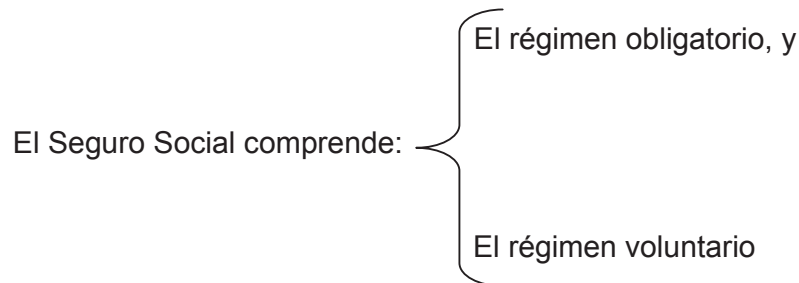 El régimen obligatorio, y
El Seguro Social comprende:
El régimen voluntario